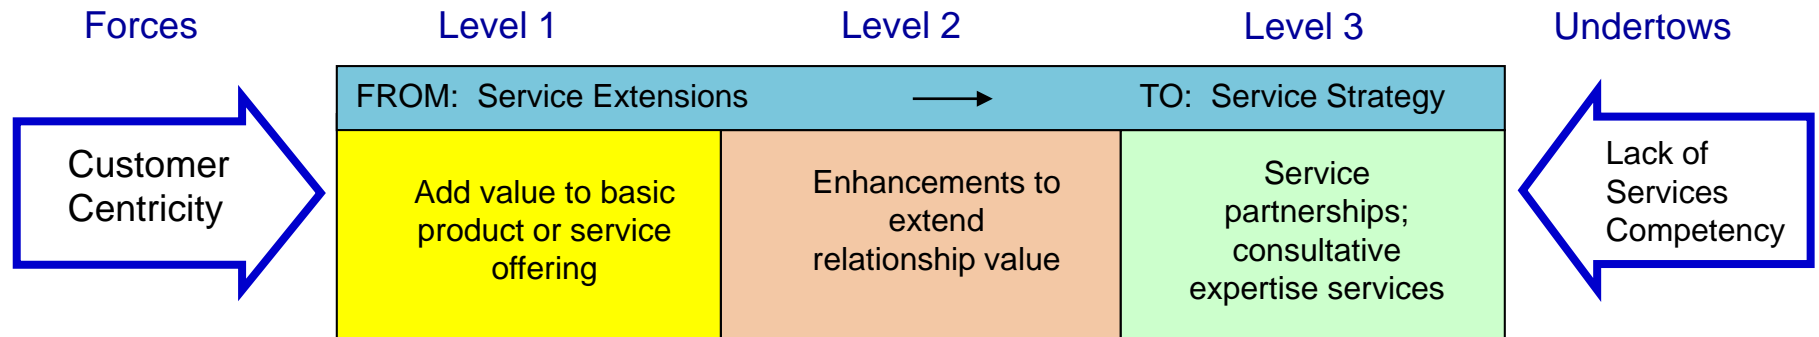 Forces
Level 1
Level 2
Level 3
Undertows
FROM: Service Extensions
TO: Service Strategy
Customer
Centricity
Add value to basic
product or service
offering
Enhancements to
extend
relationship value
Service
partnerships;
consultative
expertise services
Lack of
Services
Competency